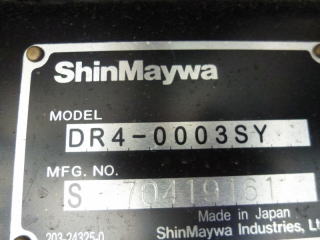 ShinMaywa
MODEL
DR4-0003SY
MFG. NO.
S 70419161
Made in Japan
203-24325-0
ShinMaywa Industries, Lt